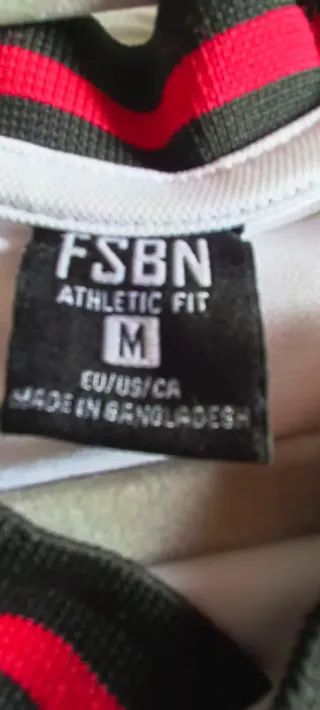 FSBN
ATHLETIC FIT
M
EU/US/CA
MADE IN BANGLADESH